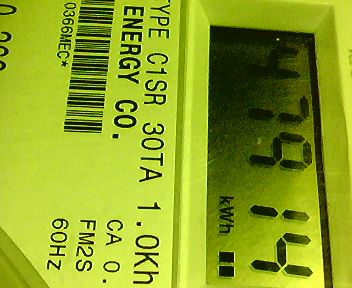 47914
kWh
TYPE C1SR 30TA 1.0Kh
ENERGY CO.
CA 0.
FM2S
60HZ
0366MEC*